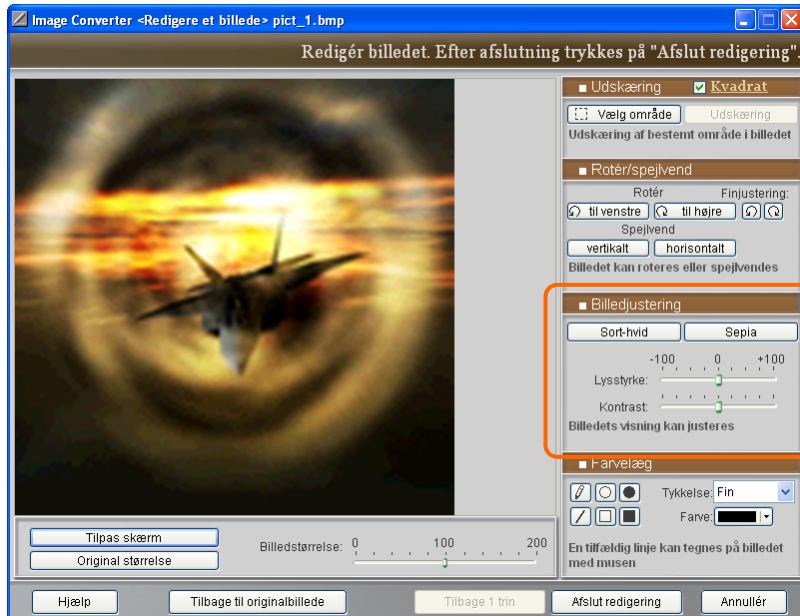 Image Converter <Redigere et billede> pict_1.bmp
Redigér billedet. Efter afslutning trykkes på "Afslut redigering".
Udskæring Kvadrat
Vælg område Udskæring
Udskæring af bestemt område i billedet
Rotér/spejlvend
Rotér Finjustering:
til venstre til højre
Spejlvend
vertikalt horisontalt
Billedet kan roteres eller spejlvendes
Billedjustering
Sort-hvid Sepia
-100 0 +100
Lysstyrke:
Kontrast:
Billedets visning kan justeres
Farvelæg
Tykkelse: Fin
Farve:
En tilfældig linje kan tegnes på billedet
med musen
Tilpas skærm
Original størrelse
Billedstørrelse: 0 100 200
Hjælp Tilbage til originalbillede Tilbage 1 trin Afslut redigering Annullér